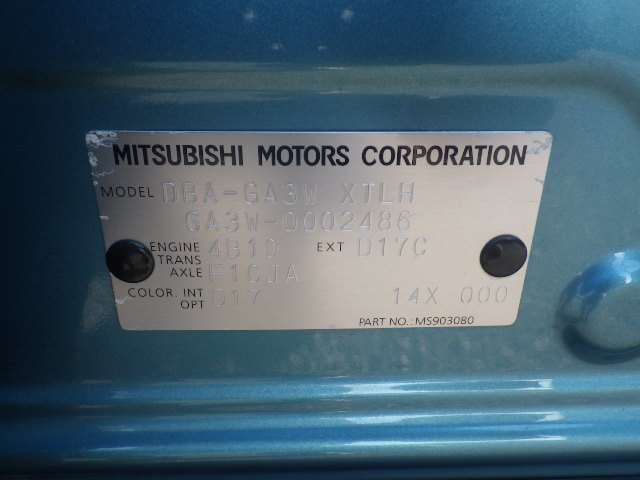 MITSUBISHI MOTORS CORPORATION
MODEL DBA-GA3W XTLH
GA3W-0002486
ENGINE 4B10 EXT D17C
TRANS
AXLE F1CJA
COLOR. INT D17 14X 000
OPT
PART NO.: MS903080